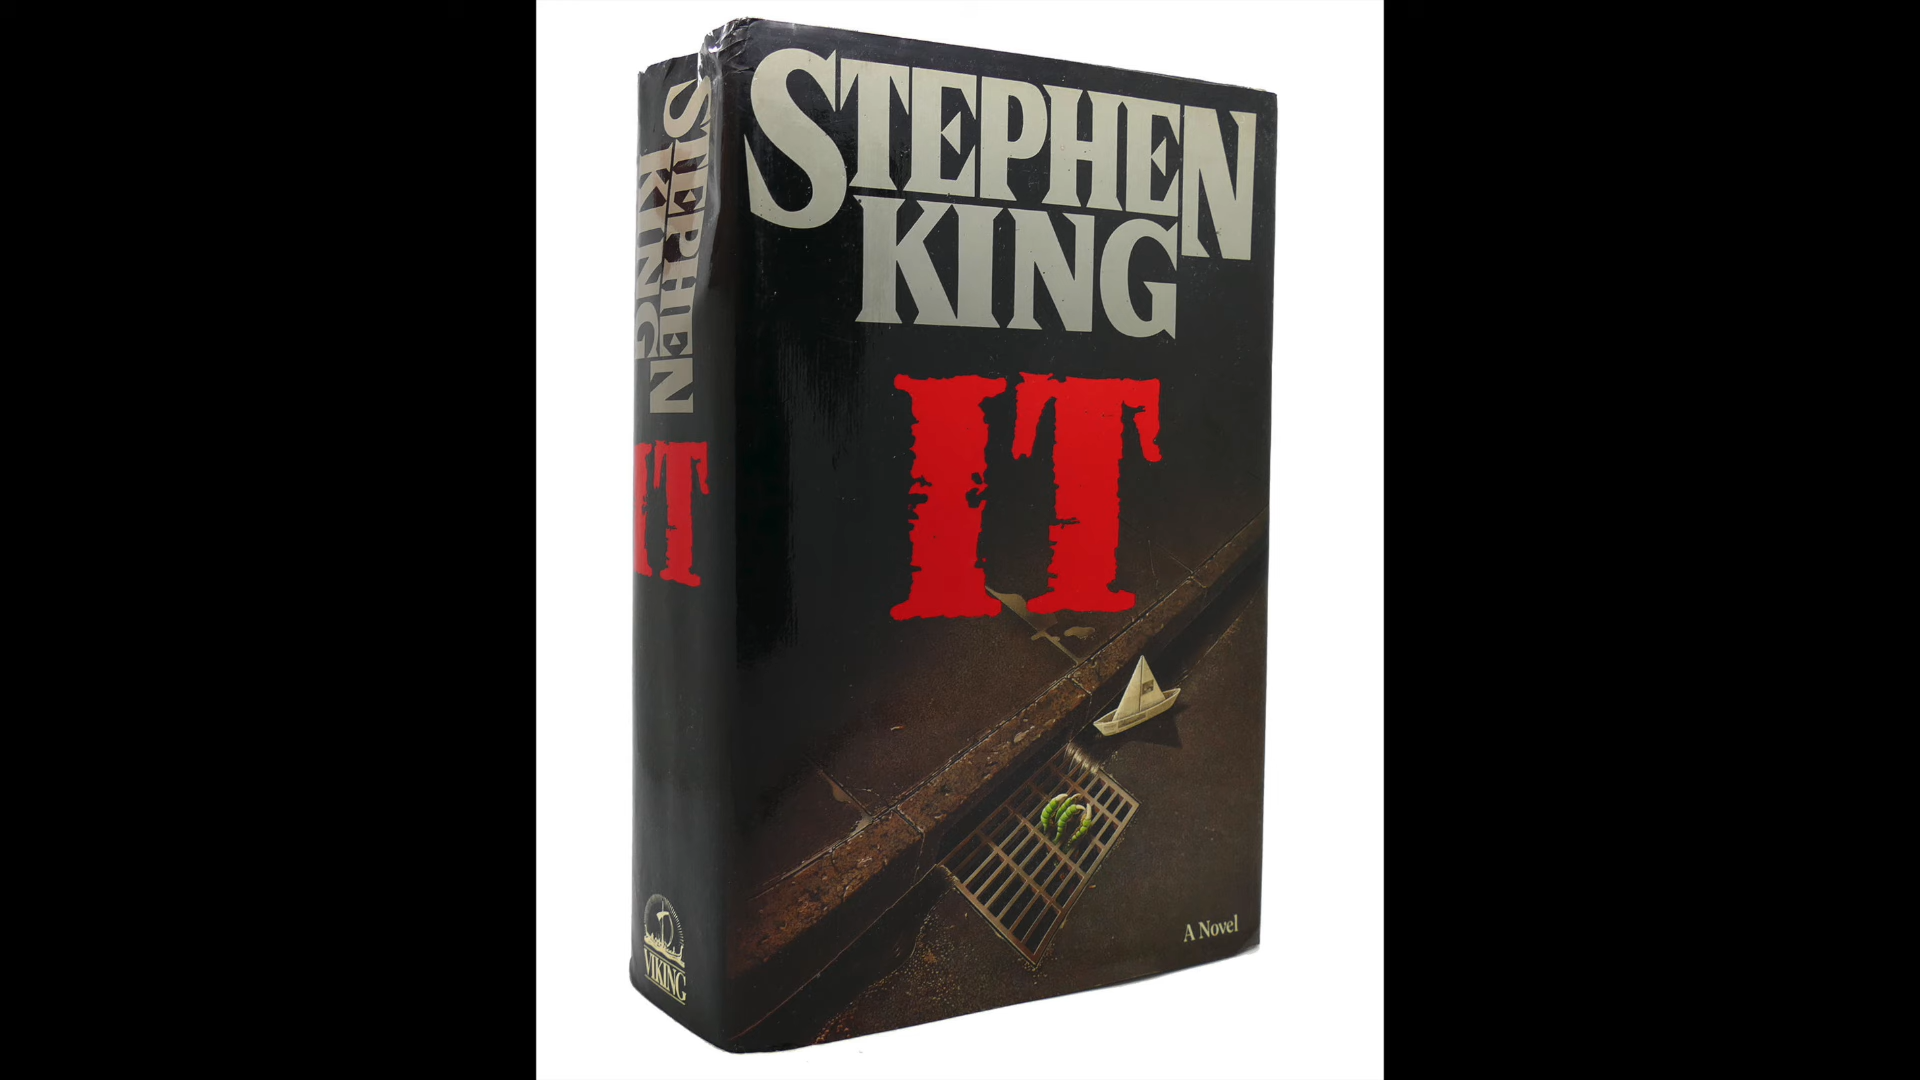 STEPHEN
KING
IT
VIKING
STEPHEN
KING
IT
A Novel